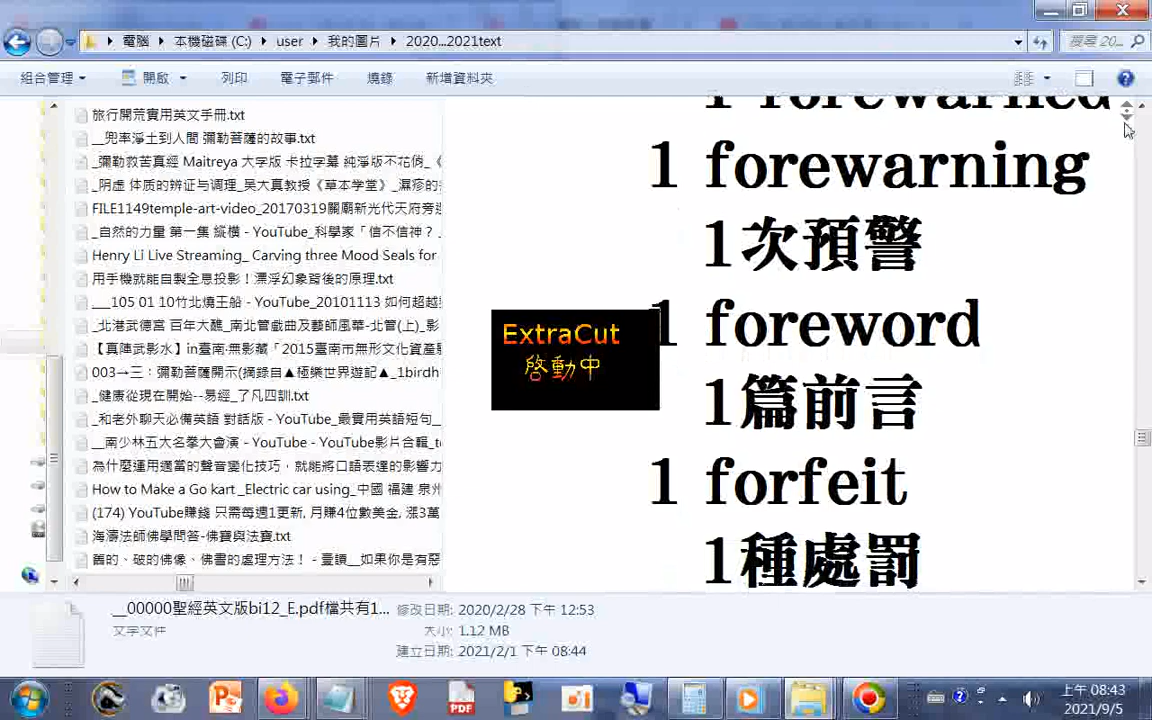 電腦 ▸ 本機磁碟 (C:) ▸ user ▸ 我的圖片 ▸ 2020...2021text
搜尋 20...
組合管理 開啟 列印 電子郵件 燒錄 新增資料夾
旅行開荒實用英文手冊.txt
__兜率淨土到人間 彌勒菩薩的故事.txt
_彌勒救苦真經 Maitreya 大字版 卡拉字幕 純淨版不花俏_《
_阴虚 体质的辨证与调理_吴大真教授《草本学堂》_濕疹的
FILE1149temple-art-video_20170319關廟新光代天府旁邊
_自然的力量 第一集 縱橫 - YouTube_科學家「信不信神？
Henry Li Live Streaming_ Carving three Mood Seals for
用手機就能自製全息投影！漂浮幻象背後的原理.txt
___105 01 10竹北燒王船 - YouTube_20101113 如何超越
_北港武德宮 百年大醮_南北管戲曲及藝師風華-北管(上)_影
【真陣武影水】in臺南·無影藏「2015臺南市無形文化資產
003→三：彌勒菩薩開示(摘錄自▲極樂世界遊記▲_1birdh
_健康從現在開始--易經_了凡四訓.txt
_和老外聊天必備英語 對話版 - YouTube_最實用英語短句_
__南少林五大名拳大會演 - YouTube - YouTube影片合輯_t
為什麼運用適當的聲音變化技巧，就能將口語表達的影響力
How to Make a Go kart _Electric car using_中國 福建 泉州
(174) YouTube賺錢 只需每週1更新, 月賺4位數美金, 漲3萬
海濤法師佛學問答-佛寶與法寶.txt
舊的、破的佛像、佛書的處理方法！ - 壹讀__如果你是有惡
1 forewarned
1 forewarning
1次預警
1 foreword
1篇前言
1 forfeit
1種處罰
ExtraCut
啓動中
__00000聖經英文版bi12_E.pdf檔共有1... 修改日期: 2020/2/28 下午 12:53
文字文件 大小: 1.12 MB
建立日期: 2021/2/1 下午 08:44
PDF
上午 08:43
2021/9/5